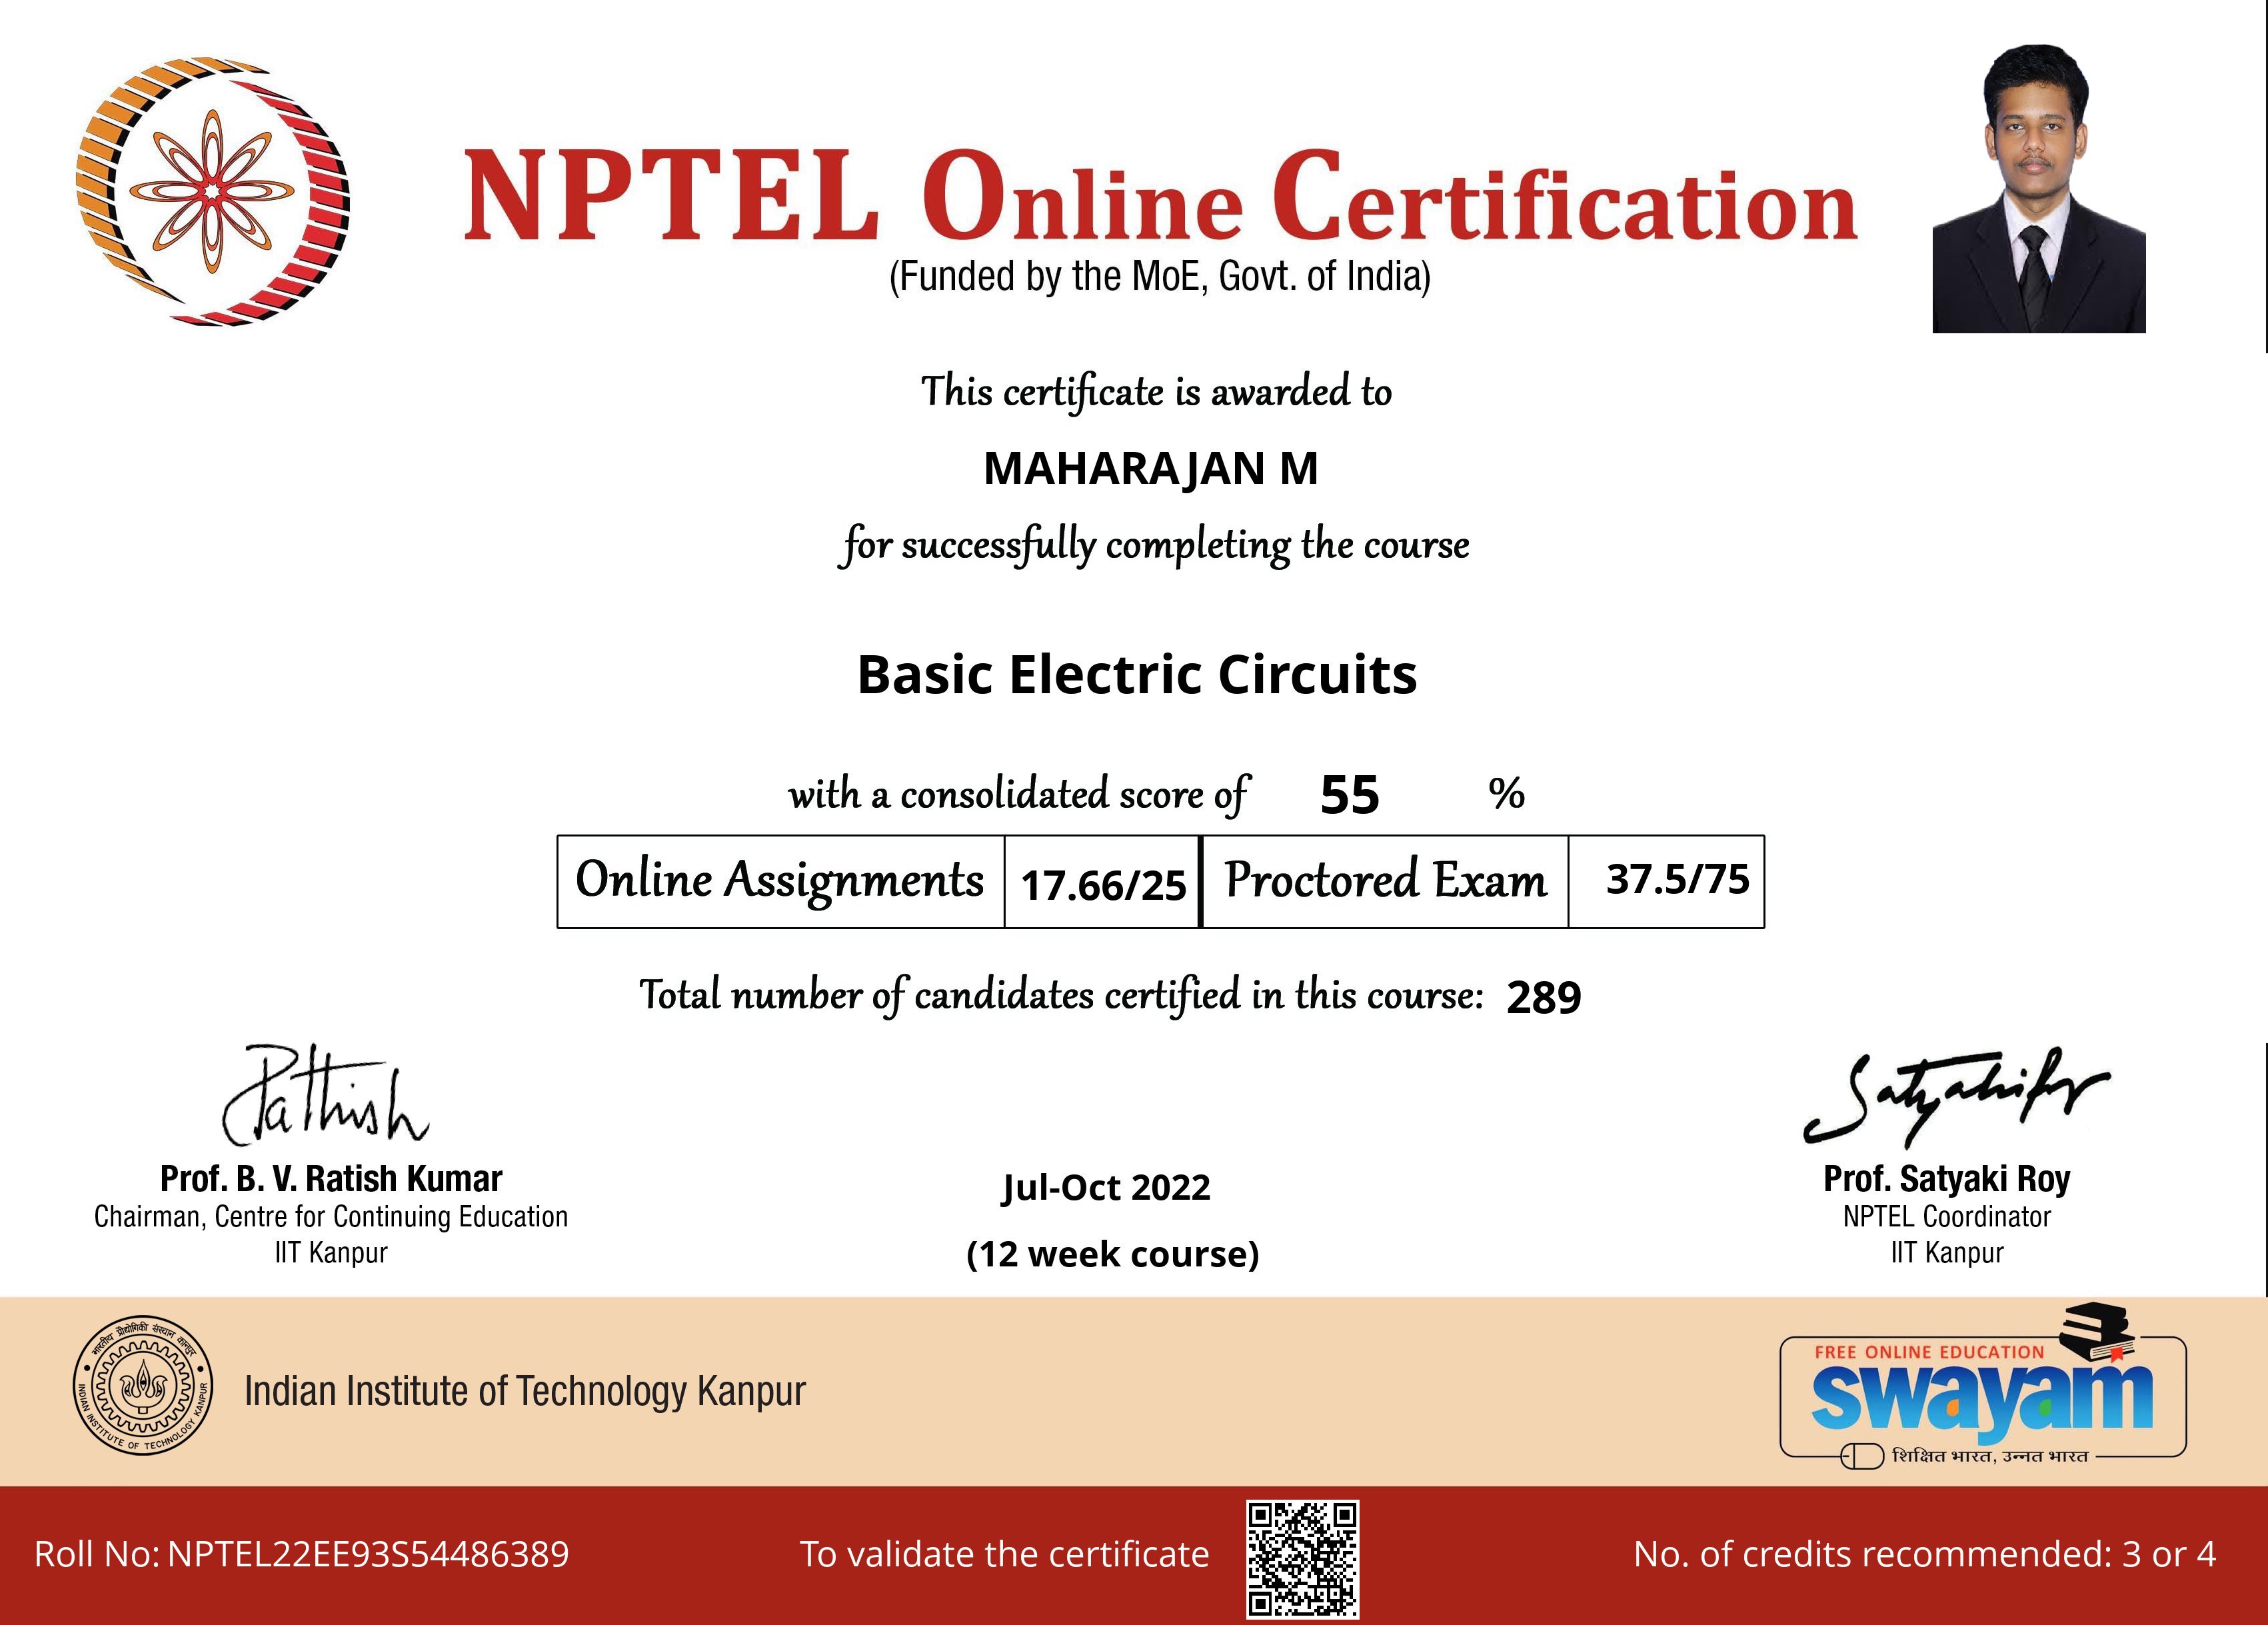 NPTEL Online Certification
(Funded by the MoE, Govt. of India)
This certificate is awarded to
MAHARAJAN M
for successfully completing the course
Basic Electric Circuits
with a consolidated score of 55 %
Online Assignments 17.66/25 Proctored Exam 37.5/75
Total number of candidates certified in this course: 289
Prof. B. V. Ratish Kumar
Chairman, Centre for Continuing Education
IIT Kanpur
Jul-Oct 2022
(12 week course)
Prof. Satyaki Roy
NPTEL Coordinator
IIT Kanpur
भारतीय प्रौद्योगिकी संस्थान कानपुर
INDIAN INSTITUTE OF TECHNOLOGY KANPUR
Indian Institute of Technology Kanpur
FREE ONLINE EDUCATION
swayam
शिक्षित भारत, उन्नत भारत
Roll No: NPTEL22EE93S54486389
To validate the certificate
No. of credits recommended: 3 or 4